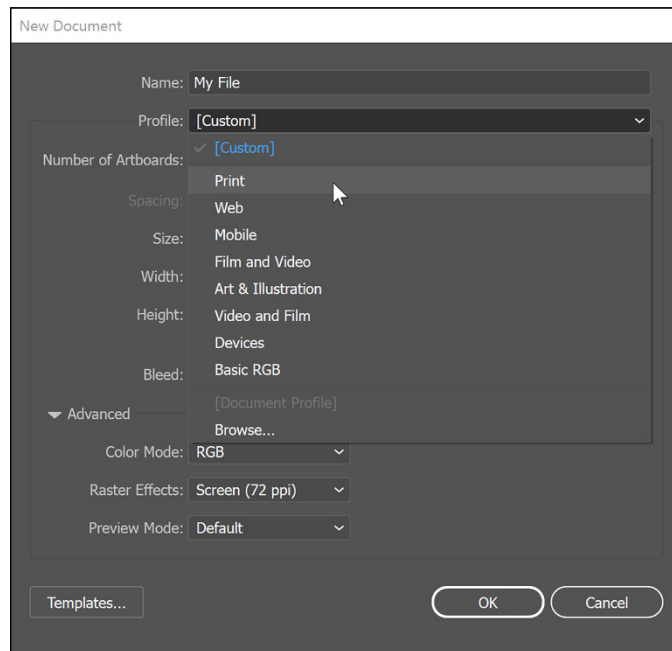 New Document
Name: My File
Profile: [Custom]
[Custom]
Number of Artboards:
Print
Spacing:
Web
Size:
Mobile
Film and Video
Width:
Art & Illustration
Height:
Video and Film
Devices
Bleed:
Basic RGB
[Document Profile]
Advanced
Browse...
Color Mode: RGB
Raster Effects: Screen (72 ppi)
Preview Mode: Default
Templates... OK Cancel